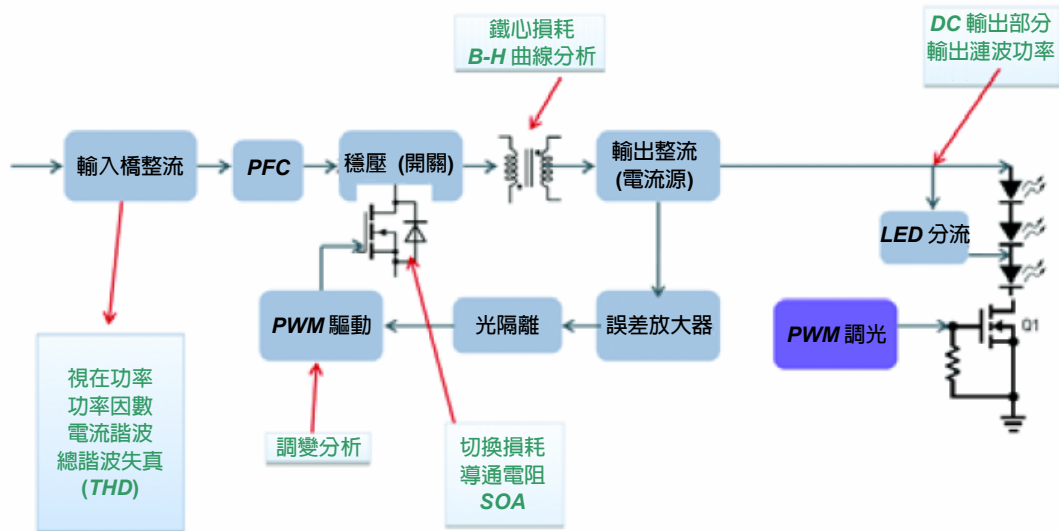 鐵心損耗
B-H 曲線分析
DC 輸出部分
輸出漣波功率
輸入橋整流
PFC
穩壓 (開關)
輸出整流
(電流源)
LED 分流
PWM 驅動
光隔離
誤差放大器
PWM 調光
Q1
視在功率
功率因數
電流諧波
總諧波失真
(THD)
調變分析
切換損耗
導通電阻
SOA